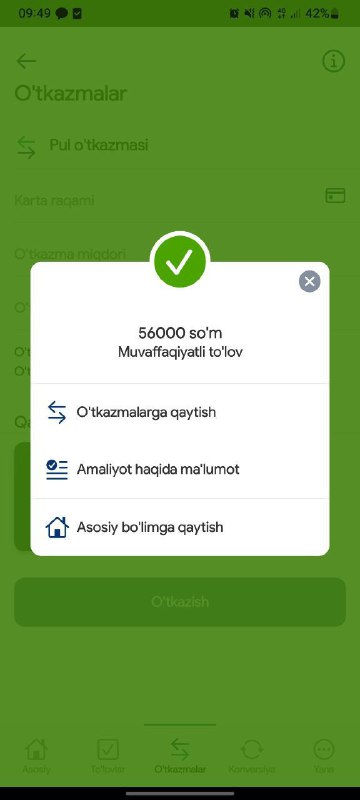 09:49
42%
O'tkazmalar
Pul o'tkazmasi
Karta raqami
O'tkazma miqdori
56000 so'm
Muvaffaqiyatli to'lov
O'tkazmalarga qaytish
Amaliyot haqida ma'lumot
Asosiy bo'limga qaytish
O'tkazish
Asosiy
To'lovlar
O'tkazmalar
Konversiya
Yana